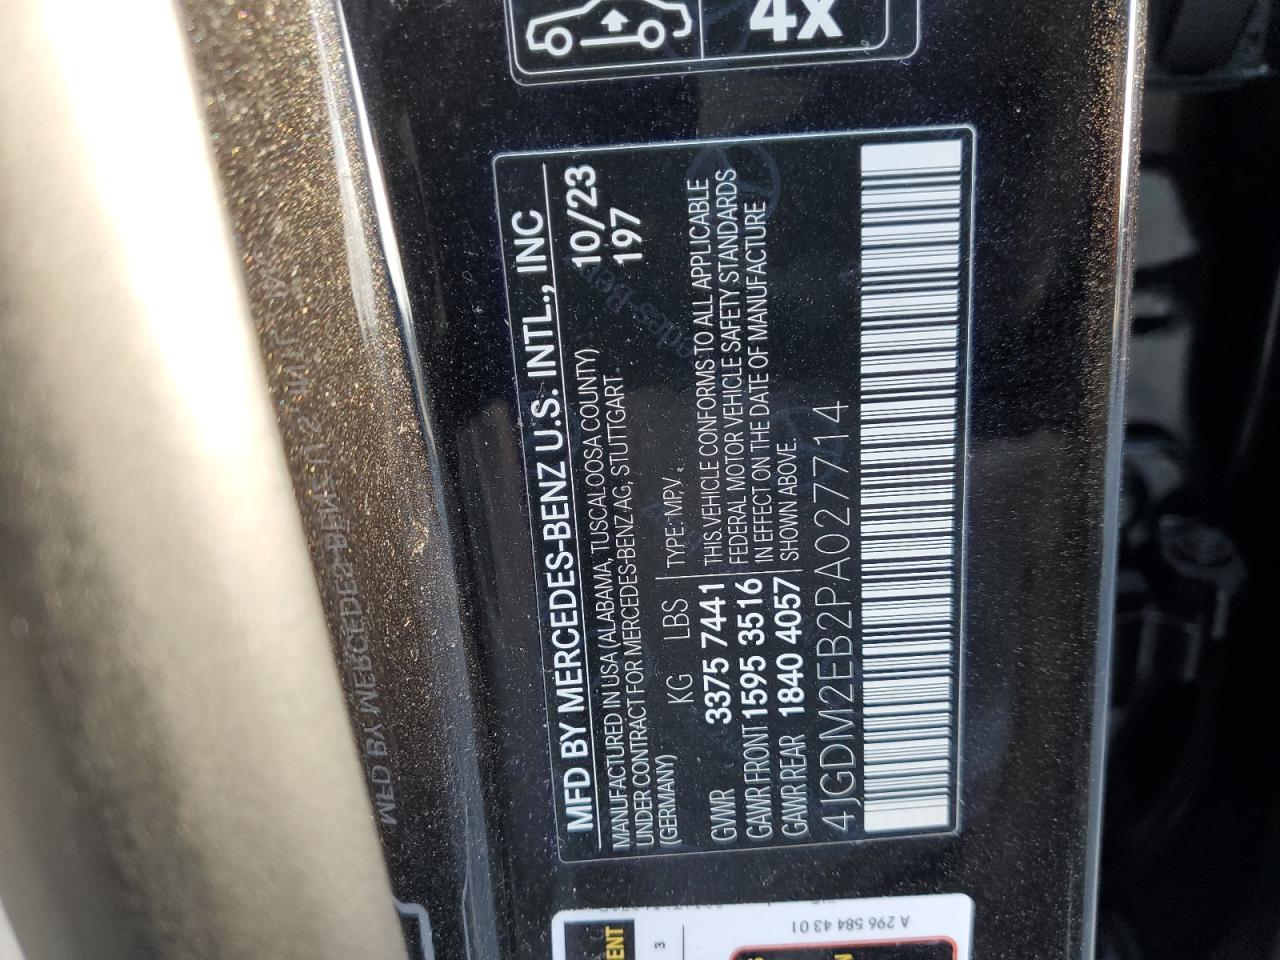 4x
MFD BY MERCEDES-BENZ U.S. INTL., INC
MANUFACTURED IN USA (ALABAMA, TUSCALOOSA COUNTY) 10/23
UNDER CONTRACT FOR MERCEDES-BENZ AG, STUTTGART 197
(GERMANY)
KG LBS TYPE: M.P.V.
GVWR 3375 7441 THIS VEHICLE CONFORMS TO ALL APPLICABLE
GAWR FRONT 1595 3516 FEDERAL MOTOR VEHICLE SAFETY STANDARDS
IN EFFECT ON THE DATE OF MANUFACTURE
GAWR REAR 1840 4057 SHOWN ABOVE.
4JGDM2EB2PA027714
A 296 584 43 01
3